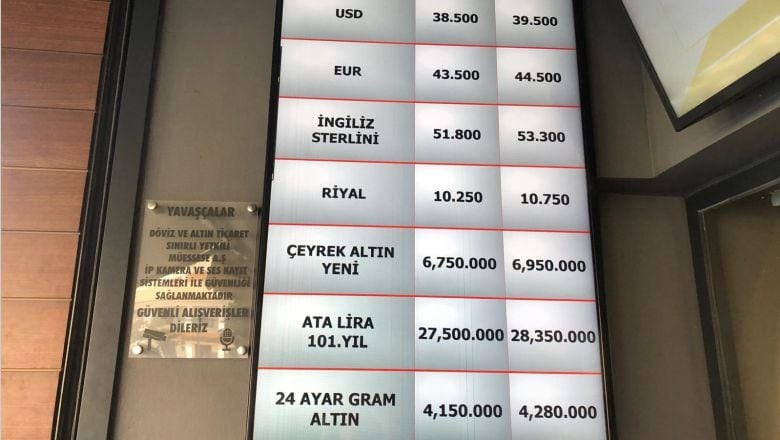 USD 38.500 39.500
EUR 43.500 44.500
İNGİLİZ
STERLİNİ 51.800 53.300
RİYAL 10.250 10.750
ÇEYREK ALTIN
YENİ 6,750.000 6,950.000
ATA LİRA
101.YIL 27,500.000 28,350.000
24 AYAR GRAM
ALTIN 4,150.000 4,280.000
YAVAŞÇALAR
DÖVİZ VE ALTIN TİCARET
SINIRLI YETKİLİ
MÜESSESE A.Ş
İP KAMERA VE SES KAYIT
SİSTEMLERİ İLE GÜVENLİĞİ
SAĞLANMAKTADIR
GÜVENLİ ALIŞVERİŞLER
DİLERİZ